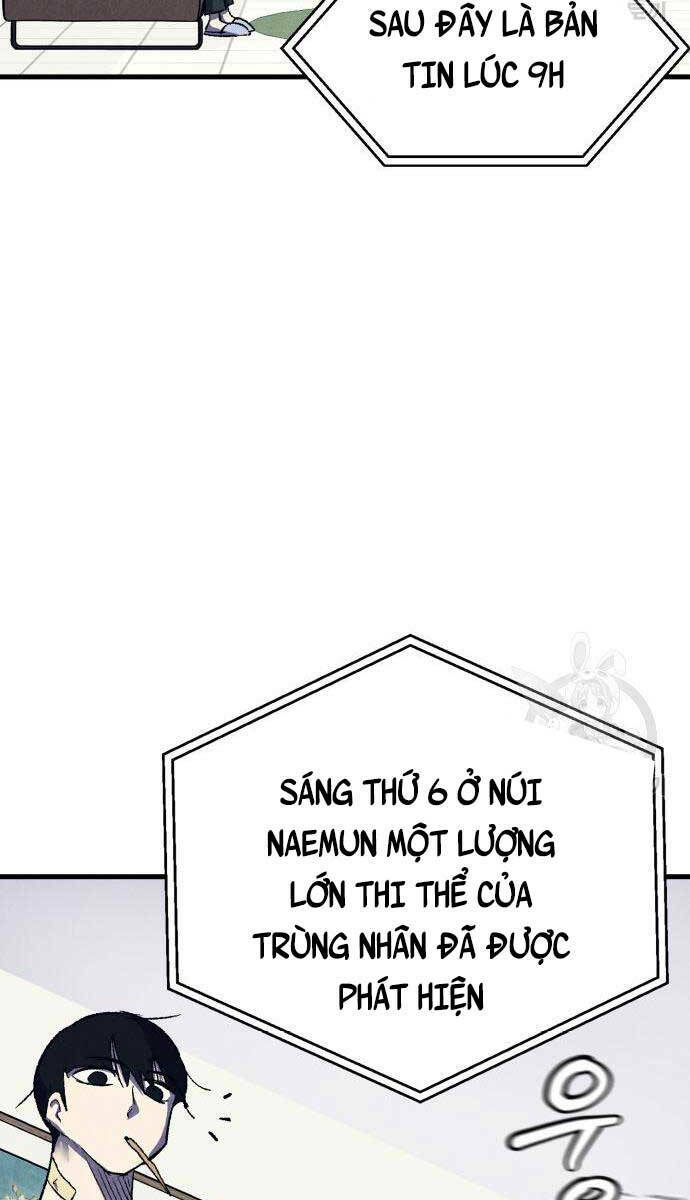 SAU ĐÂY LÀ BẢN
TIN LÚC 9H
SÁNG THỨ 6 Ở NÚI
NAEMUN MỘT LƯỢNG
LỚN THI THỂ CỦA
TRÙNG NHÂN ĐÃ ĐƯỢC
PHÁT HIỆN
우